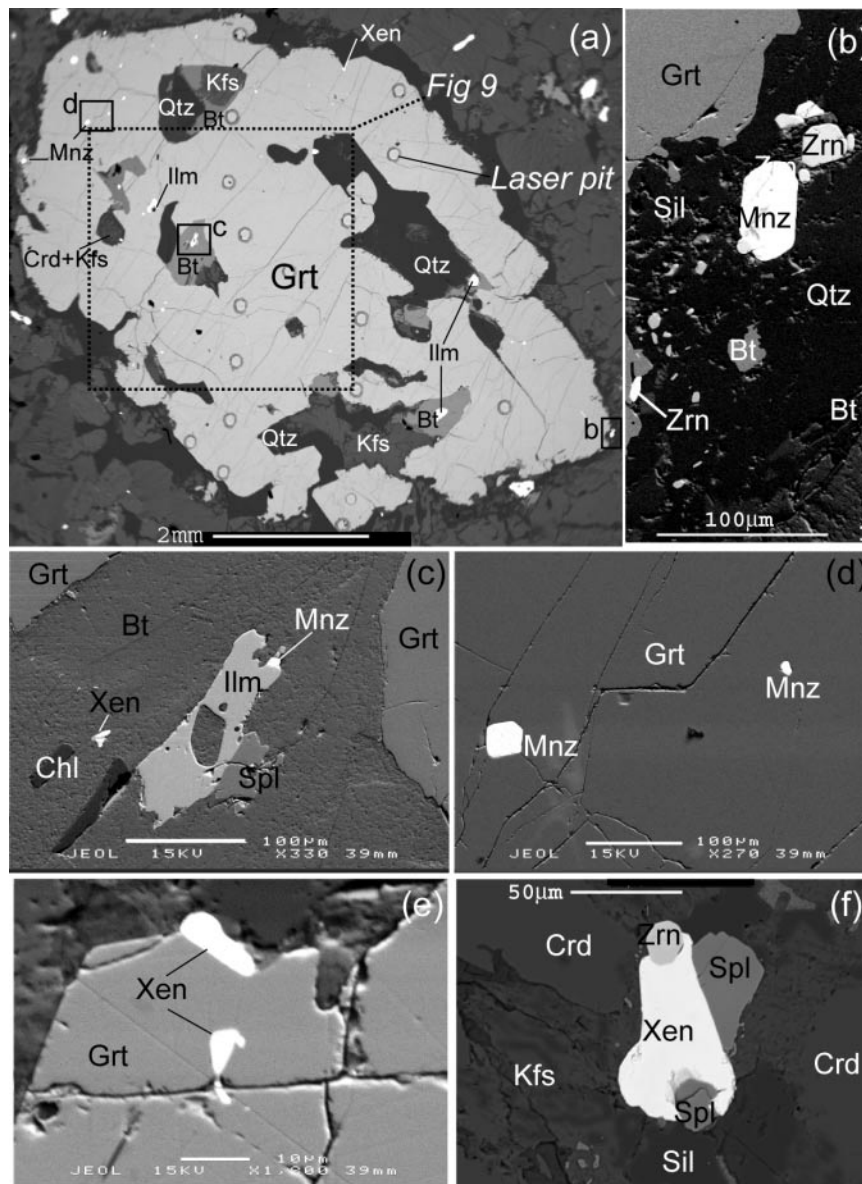 Xen
(a)
Kfs
Qtz
Bt
Fig 9
d
Mnz
Ilm
Laser pit
c
Crd+Kfs
Bt
Grt
Qtz
Ilm
Bt
b
Qtz
Kfs
2mm
(b)
Grt
Zrn
Sil
Mnz
Qtz
Bt
Bt
Zrn
100μm
(c)
Grt
Bt
Mnz
Grt
Ilm
Xen
Chl
Spl
100μm
JEOL 15KV X330 39mm
(d)
Grt
Mnz
Mnz
100μm
JEOL 15KV X270 39mm
(e)
Xen
Grt
10μm
JEOL 15KV X1,000 39mm
50μm
(f)
Crd
Zrn
Spl
Xen
Kfs
Crd
Spl
Sil